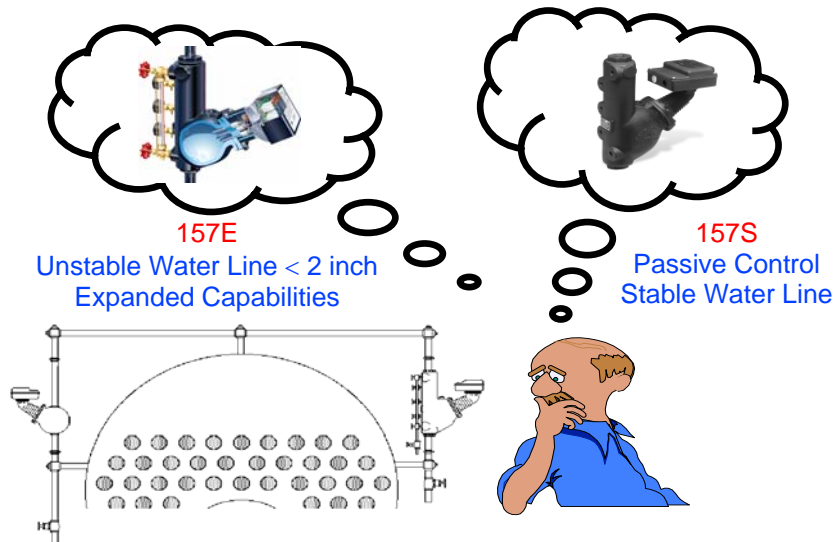 157E
Unstable Water Line < 2 inch
Expanded Capabilities
157S
Passive Control
Stable Water Line